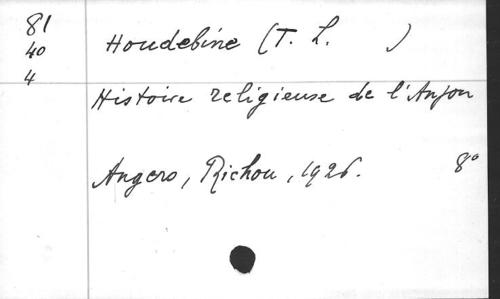 81
40
4
Houdebine (T. L. )
Histoire religieuse de l'Anjou
Angers, Richou, 1926. 8°